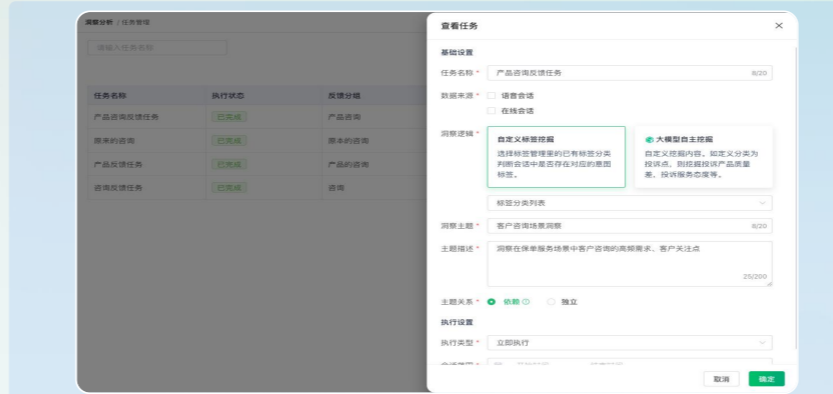 洞察分析 / 任务管理
请输入任务名称
任务名称 执行状态 反馈分组
产品咨询反馈任务 已完成 产品咨询
原来的咨询 已完成 原本的咨询
产品反馈任务 已完成 产品的咨询
咨询反馈任务 已完成 咨询
查看任务
基础设置
任务名称 * 产品咨询反馈任务 8/20
数据来源 * 语音会话
在线会话
洞察逻辑 *
自定义标签挖掘
选择标签管理里的已有标签分类
判断会话中是否存在对应的意图
标签。
大模型自主挖掘
自定义挖掘内容。如定义分类为
投诉点，则挖掘投诉产品质量
差、投诉服务态度等。
标签分类列表
洞察主题 * 客户咨询场景洞察 8/20
主题描述 * 洞察在保单服务场景中客户咨询的高频需求、客户关注点
25/200
主题关系 * 依赖 独立
执行设置
执行类型 * 立即执行
取消 确定